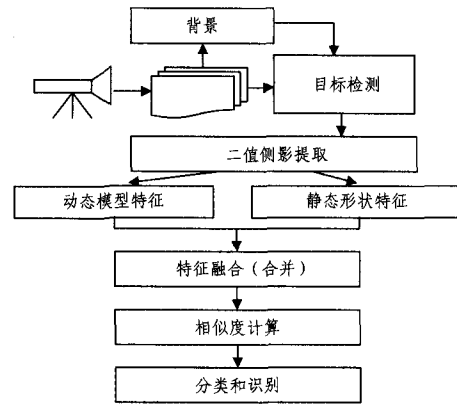 背景
目标检测
二值侧影提取
动态模型特征
静态形状特征
特征融合(合并)
相似度计算
分类和识别